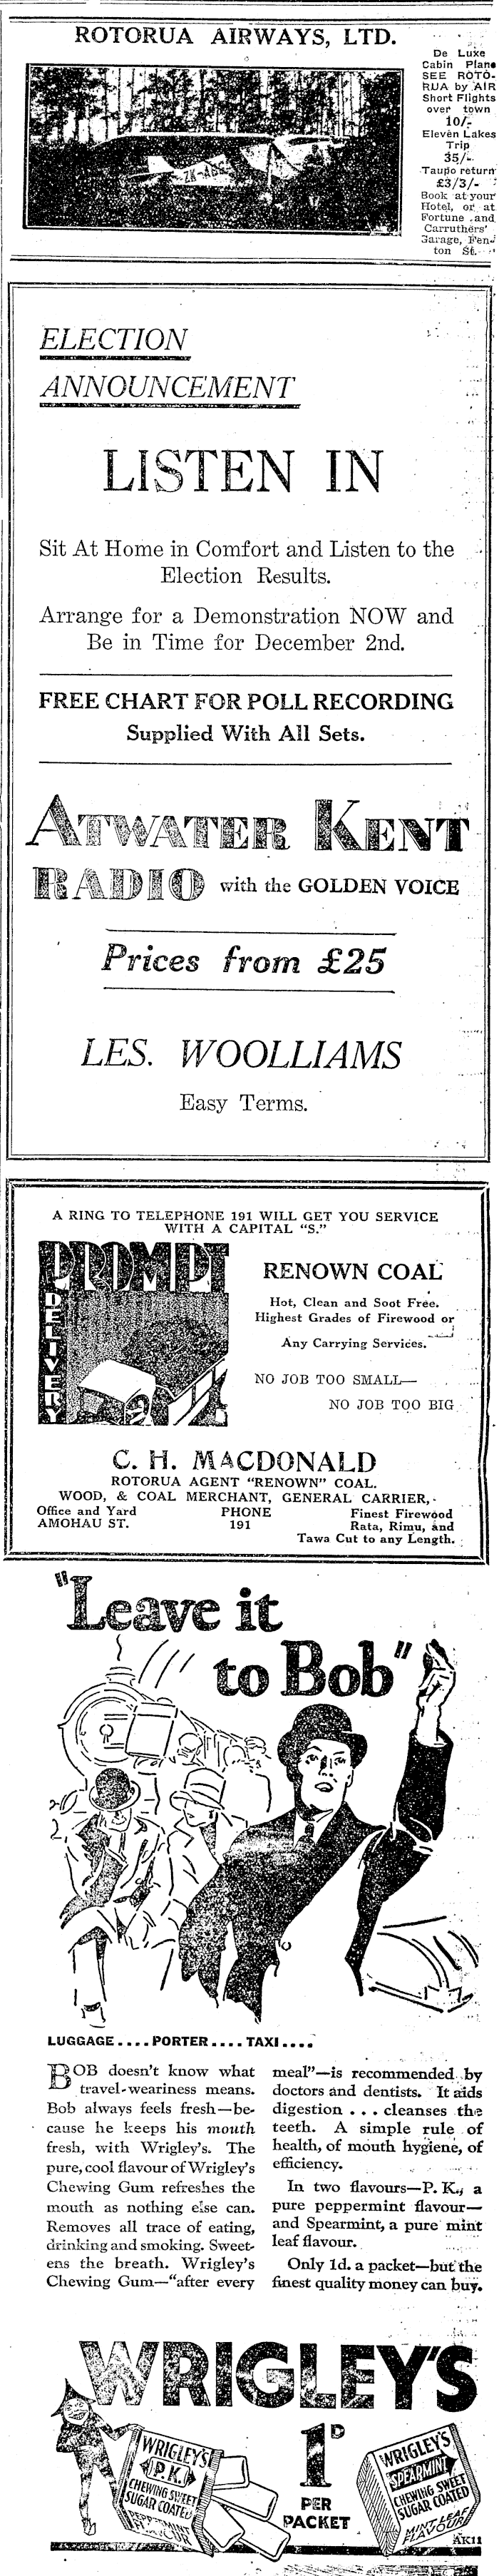 ROTORUA AIRWAYS, LTD.
De Luxe
Cabin Plane
SEE ROTO-
RUA by AIR
Short Flights
over town
10/-
Eleven Lakes
Trip
35/-
Taupo return
£3/3/-
Book at your
Hotel, or at
Fortune and
Carruthers'
Garage, Fen-
ton St.
ELECTION
ANNOUNCEMENT
LISTEN IN
Sit At Home in Comfort and Listen to the
Election Results.
Arrange for a Demonstration NOW and
Be in Time for December 2nd.
FREE CHART FOR POLL RECORDING
Supplied With All Sets.
ATWATER KENT
RADIO with the GOLDEN VOICE
Prices from £25
LES. WOOLLIAMS
Easy Terms.
A RING TO TELEPHONE 191 WILL GET YOU SERVICE
WITH A CAPITAL "S."
PROMPT
DELIVERY
RENOWN COAL
Hot, Clean and Soot Free.
Highest Grades of Firewood or
Any Carrying Services.
NO JOB TOO SMALL—
NO JOB TOO BIG
C. H. MACDONALD
ROTORUA AGENT "RENOWN" COAL.
WOOD, & COAL MERCHANT, GENERAL CARRIER,
Office and Yard
AMOHAU ST.
PHONE
191
Finest Firewood
Rata, Rimu, and
Tawa Cut to any Length.
"Leave it
to Bob"
LUGGAGE .... PORTER .... TAXI ....
BOB doesn't know what
travel-weariness means.
Bob always feels fresh—be-
cause he keeps his mouth
fresh, with Wrigley's. The
pure, cool flavour of Wrigley's
Chewing Gum refreshes the
mouth as nothing else can.
Removes all trace of eating,
drinking and smoking. Sweet-
ens the breath. Wrigley's
Chewing Gum—"after every
meal"—is recommended by
doctors and dentists. It aids
digestion . . . cleanses the
teeth. A simple rule of
health, of mouth hygiene, of
efficiency.
In two flavours—P. K., a
pure peppermint flavour—
and Spearmint, a pure mint
leaf flavour.
Only 1d. a packet—but the
finest quality money can buy.
WRIGLEY'S
1D
PER
PACKET
WRIGLEY'S
P.K.
CHEWING SWEET
SUGAR COATED
PEPPERMINT
FLAVOUR
WRIGLEY'S
SPEARMINT
CHEWING SWEET
SUGAR COATED
MINT LEAF
FLAVOUR
AK11